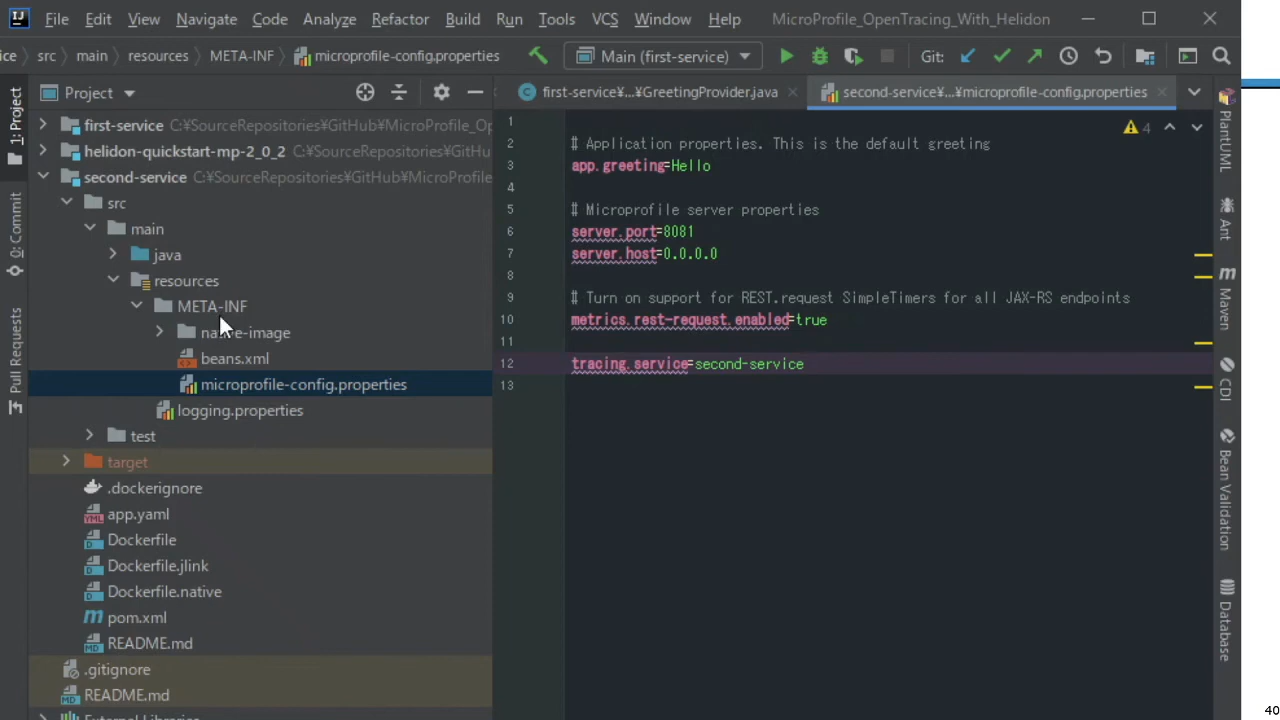 File Edit View Navigate Code Analyze Refactor Build Run Tools VCS Window Help MicroProfile_OpenTracing_With_Helidon
ice src main resources META-INF microprofile-config.properties Main (first-service) Git:
Project first-service¥...¥GreetingProvider.java second-service¥...¥microprofile-config.properties
1: Project
0: Commit
Pull Requests
first-service C:¥SourceRepositories¥GitHub¥MicroProfile_Op
helidon-quickstart-mp-2_0_2 C:¥SourceRepositories¥GitHu
second-service C:¥SourceRepositories¥GitHub¥MicroProfile
src
main
java
resources
META-INF
native-image
beans.xml
microprofile-config.properties
logging.properties
test
target
.dockerignore
app.yaml
Dockerfile
Dockerfile.jlink
Dockerfile.native
pom.xml
README.md
.gitignore
README.md
External Libraries
1
2 # Application properties. This is the default greeting
3 app.greeting=Hello
4
5 # Microprofile server properties
6 server.port=8081
7 server.host=0.0.0.0
8
9 # Turn on support for REST.request SimpleTimers for all JAX-RS endpoints
10 metrics.rest-request.enabled=true
11
12 tracing.service=second-service
13
4
PlantUML
Ant
Maven
CDI
Bean Validation
Database
40